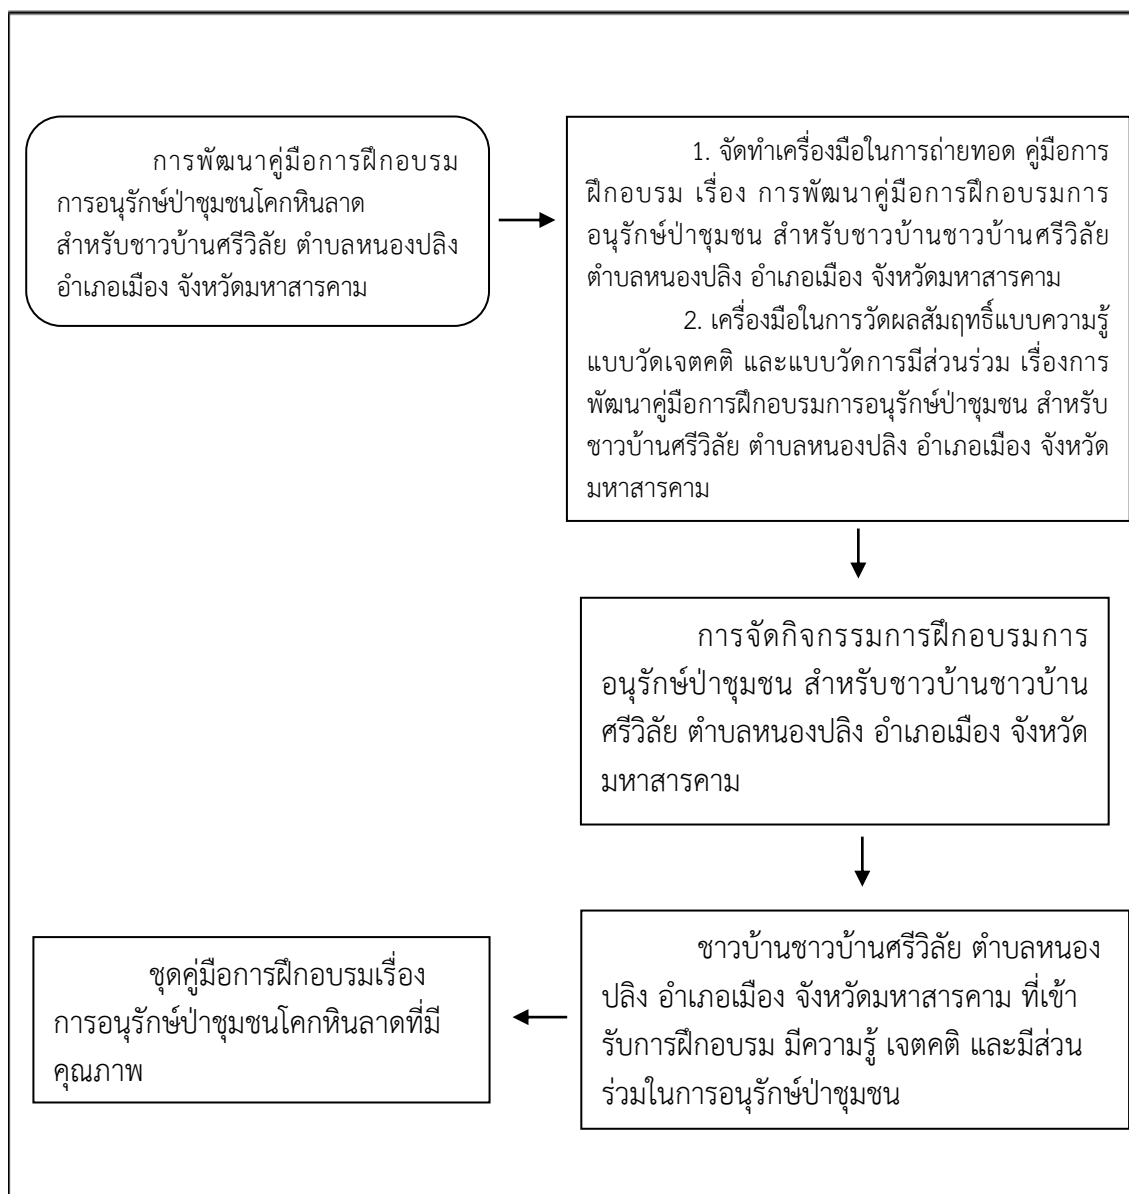 การพัฒนาคู่มือการฝึกอบรม
การอนุรักษ์ป่าชุมชนโคกหินลาด
สำหรับชาวบ้านศรีวิลัย ตำบลหนองปลิง
อำเภอเมือง จังหวัดมหาสารคาม
1. จัดทำเครื่องมือในการถ่ายทอด คู่มือการ
ฝึกอบรม เรื่อง การพัฒนาคู่มือการฝึกอบรมการ
อนุรักษ์ป่าชุมชน สำหรับชาวบ้านชาวบ้านศรีวิลัย
ตำบลหนองปลิง อำเภอเมือง จังหวัดมหาสารคาม
2. เครื่องมือในการวัดผลสัมฤทธิ์แบบความรู้
แบบวัดเจตคติ และแบบวัดการมีส่วนร่วม เรื่องการ
พัฒนาคู่มือการฝึกอบรมการอนุรักษ์ป่าชุมชน สำหรับ
ชาวบ้านศรีวิลัย ตำบลหนองปลิง อำเภอเมือง จังหวัด
มหาสารคาม
การจัดกิจกรรมการฝึกอบรมการ
อนุรักษ์ป่าชุมชน สำหรับชาวบ้านชาวบ้าน
ศรีวิลัย ตำบลหนองปลิง อำเภอเมือง จังหวัด
มหาสารคาม
ชาวบ้านชาวบ้านศรีวิลัย ตำบลหนอง
ปลิง อำเภอเมือง จังหวัดมหาสารคาม ที่เข้า
รับการฝึกอบรม มีความรู้ เจตคติ และมีส่วน
ร่วมในการอนุรักษ์ป่าชุมชน
ชุดคู่มือการฝึกอบรมเรื่อง
การอนุรักษ์ป่าชุมชนโคกหินลาดที่มี
คุณภาพ